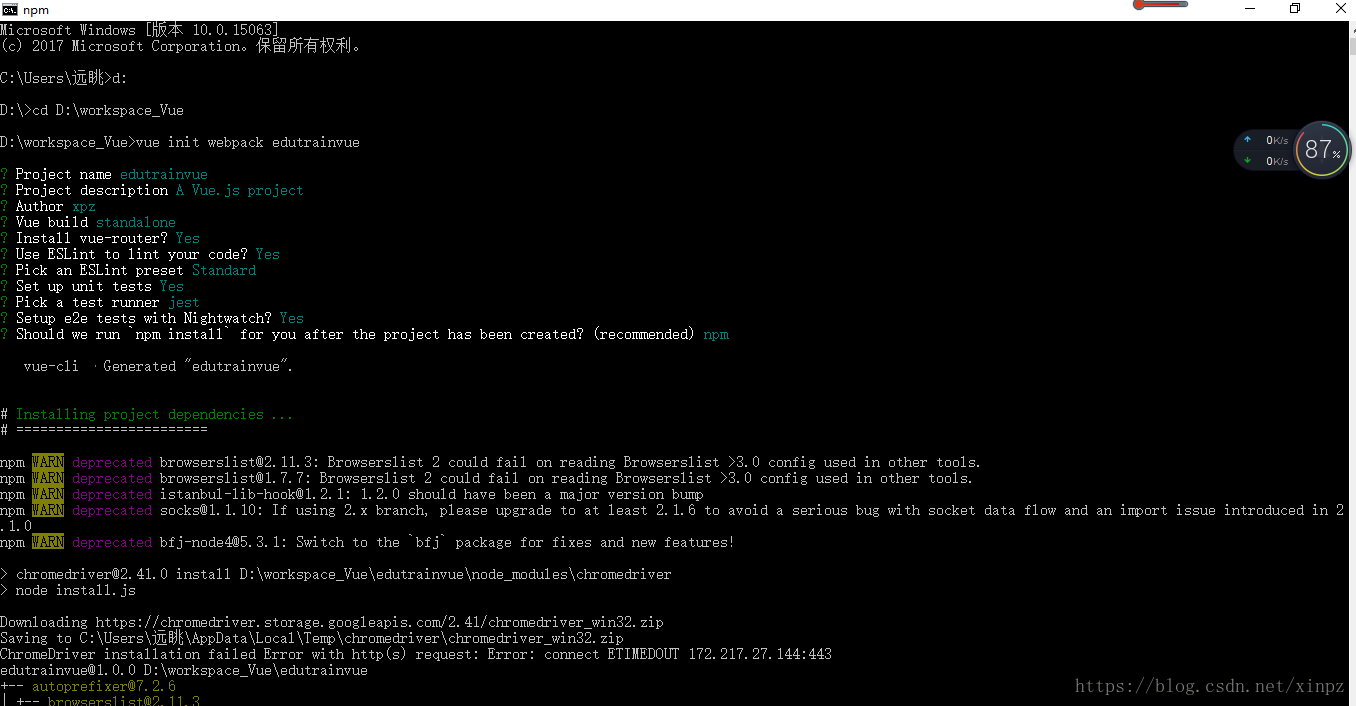 npm
Microsoft Windows [版本 10.0.15063]
(c) 2017 Microsoft Corporation。保留所有权利。
C:\Users\远眺>d:
D:\>cd D:\workspace_Vue
D:\workspace_Vue>vue init webpack edutrainvue
? Project name edutrainvue
? Project description A Vue.js project
? Author xpz
? Vue build standalone
? Install vue-router? Yes
? Use ESLint to lint your code? Yes
? Pick an ESLint preset Standard
? Set up unit tests Yes
? Pick a test runner jest
? Setup e2e tests with Nightwatch? Yes
? Should we run `npm install` for you after the project has been created? (recommended) npm
vue-cli · Generated "edutrainvue".
# Installing project dependencies ...
# ========================
npm WARN deprecated browserslist@2.11.3: Browserslist 2 could fail on reading Browserslist >3.0 config used in other tools.
npm WARN deprecated browserslist@1.7.7: Browserslist 2 could fail on reading Browserslist >3.0 config used in other tools.
npm WARN deprecated istanbul-lib-hook@1.2.1: 1.2.0 should have been a major version bump
npm WARN deprecated socks@1.1.10: If using 2.x branch, please upgrade to at least 2.1.6 to avoid a serious bug with socket data flow and an import issue introduced in 2
.1.0
npm WARN deprecated bfj-node4@5.3.1: Switch to the `bfj` package for fixes and new features!
> chromedriver@2.41.0 install D:\workspace_Vue\edutrainvue\node_modules\chromedriver
> node install.js
Downloading https://chromedriver.storage.googleapis.com/2.41/chromedriver_win32.zip
Saving to C:\Users\远眺\AppData\Local\Temp\chromedriver\chromedriver_win32.zip
ChromeDriver installation failed Error with http(s) request: Error: connect ETIMEDOUT 172.217.27.144:443
edutrainvue@1.0.0 D:\workspace_Vue\edutrainvue
+-- autoprefixer@7.2.6
| +-- browserslist@2.11.3
0K/s
0K/s
87%
https://blog.csdn.net/xinpz